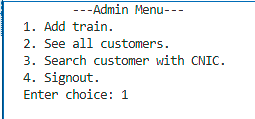 ---Admin Menu---
1. Add train.
2. See all customers.
3. Search customer with CNIC.
4. Signout.
Enter choice: 1